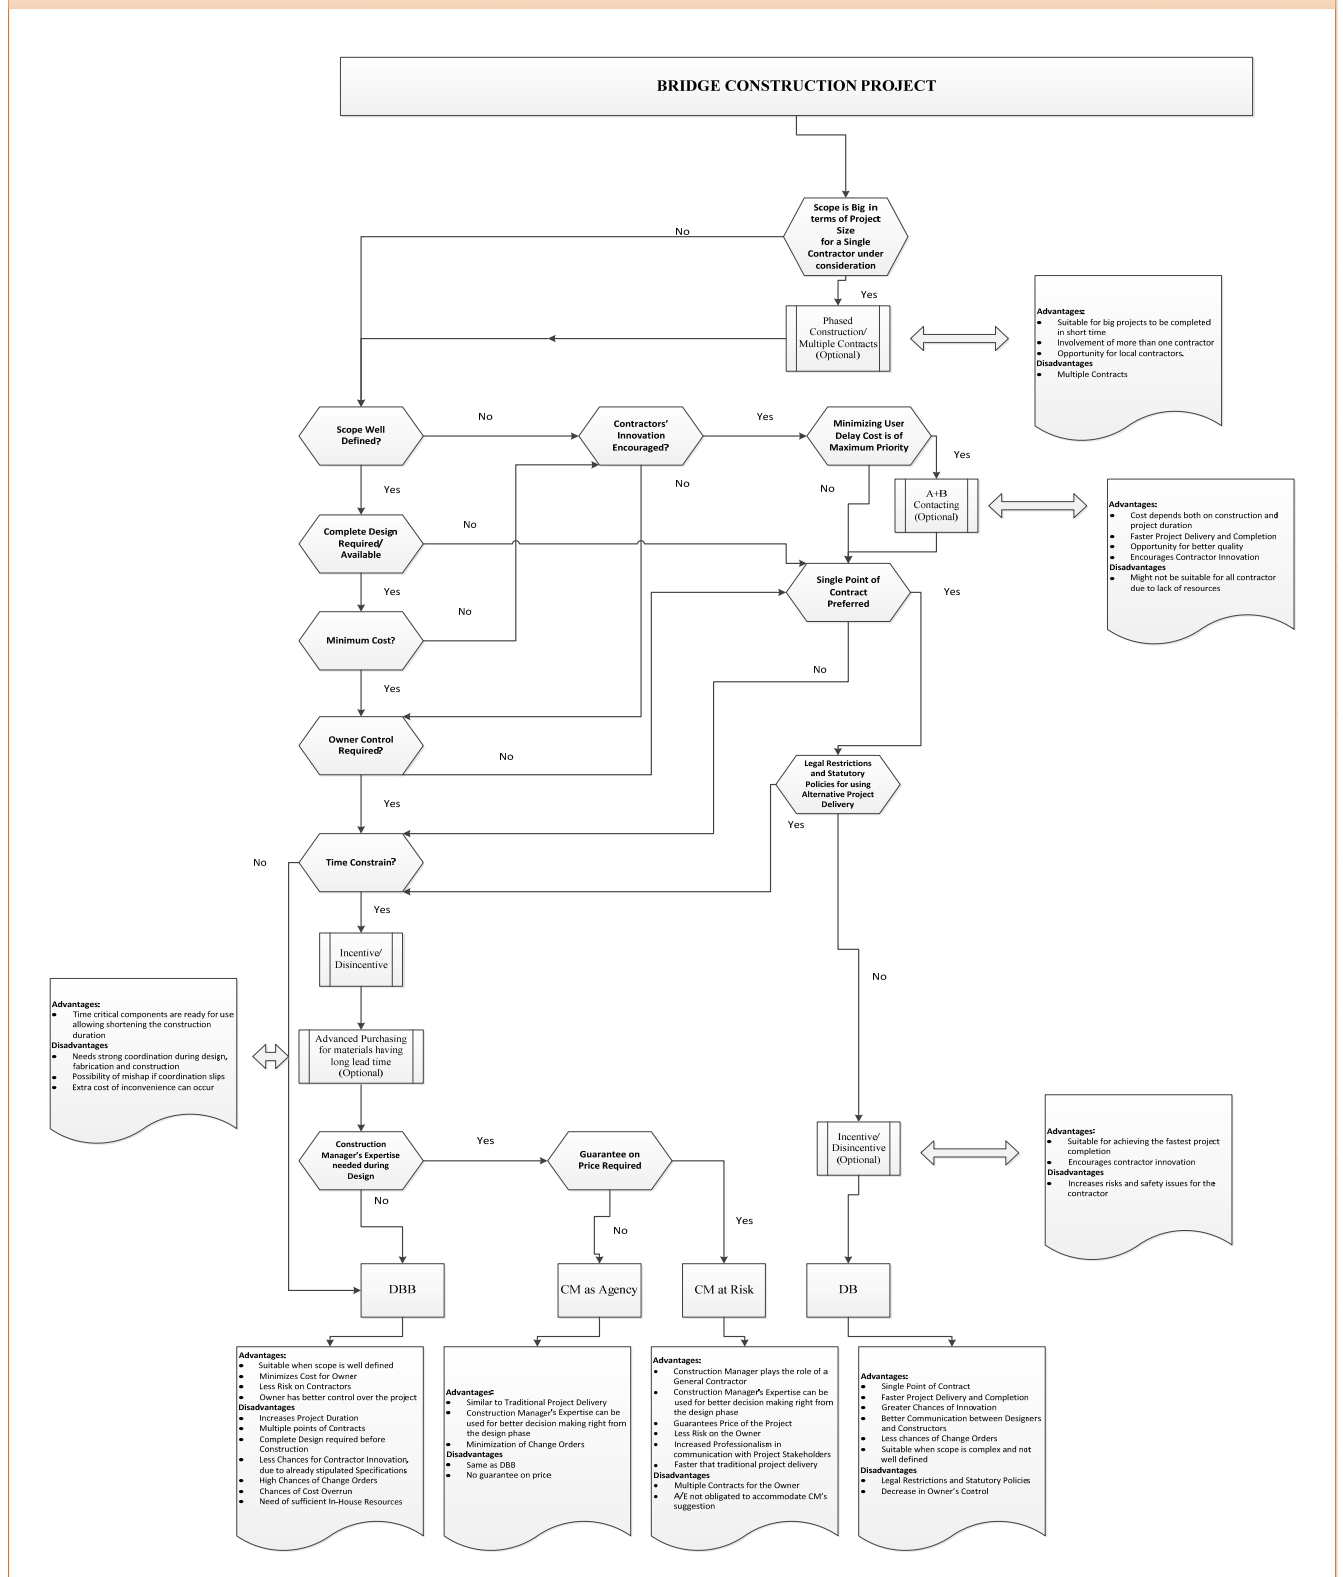 BRIDGE CONSTRUCTION PROJECT
Scope is Big in
terms of Project
Size
for a Single
Contractor under
consideration
No
Yes
Phased
Construction/
Multiple Contracts
(Optional)
Advantages:
● Suitable for big projects to be completed
in short time
● Involvement of more than one contractor
● Opportunity for local contractors.
Disadvantages
● Multiple Contracts
Scope Well
Defined?
No
Contractors'
Innovation
Encouraged?
Yes
Minimizing User
Delay Cost is of
Maximum Priority
Yes
No
No
Yes
A+B
Contacting
(Optional)
Advantages:
● Cost depends both on construction and
project duration
● Faster Project Delivery and Completion
● Opportunity for better quality
● Encourages Contractor Innovation
Disadvantages
● Might not be suitable for all contractor
due to lack of resources
Complete Design
Required/
Available
No
Yes
Single Point of
Contract
Preferred
Yes
No
Minimum Cost?
No
Yes
Owner Control
Required?
No
Yes
Legal Restrictions
and Statutory
Policies for using
Alternative Project
Delivery
Yes
No
Time Constrain?
No
Yes
Incentive/
Disincentive
Advantages:
● Time critical components are ready for use
allowing shortening the construction
duration
Disadvantages
● Needs strong coordination during design,
fabrication and construction
● Possibility of mishap if coordination slips
● Extra cost of inconvenience can occur
Advanced Purchasing
for materials having
long lead time
(Optional)
Construction
Manager's Expertise
needed during
Design
Yes
No
Guarantee on
Price Required
No
Yes
Incentive/
Disincentive
(Optional)
Advantages:
● Suitable for achieving the fastest project
completion
● Encourages contractor innovation
Disadvantages
● Increases risks and safety issues for the
contractor
DBB
CM as Agency
CM at Risk
DB
Advantages:
● Suitable when scope is well defined
● Minimizes Cost for Owner
● Less Risk on Contractors
● Owner has better control over the project
Disadvantages
● Increases Project Duration
● Multiple points of Contracts
● Complete Design required before
Construction
● Less Chances for Contractor Innovation,
due to already stipulated Specifications
● High Chances of Change Orders
● Chances of Cost Overrun
● Need of sufficient In-House Resources
Advantages:
● Similar to Traditional Project Delivery
● Construction Manager's Expertise can be
used for better decision making right from
the design phase
● Minimization of Change Orders
Disadvantages
● Same as DBB
● No guarantee on price
Advantages:
● Construction Manager plays the role of a
General Contractor
● Construction Manager's Expertise can be
used for better decision making right from
the design phase
● Guarantees Price of the Project
● Less Risk on the Owner
● Increased Professionalism in
communication with Project Stakeholders
● Faster that traditional project delivery
Disadvantages
● Multiple Contracts for the Owner
● A/E not obligated to accommodate CM's
suggestion
Advantages:
● Single Point of Contract
● Faster Project Delivery and Completion
● Greater Chances of Innovation
● Better Communication between Designers
and Constructors
● Less chances of Change Orders
● Suitable when scope is complex and not
well defined
Disadvantages
● Legal Restrictions and Statutory Policies
● Decrease in Owner's Control